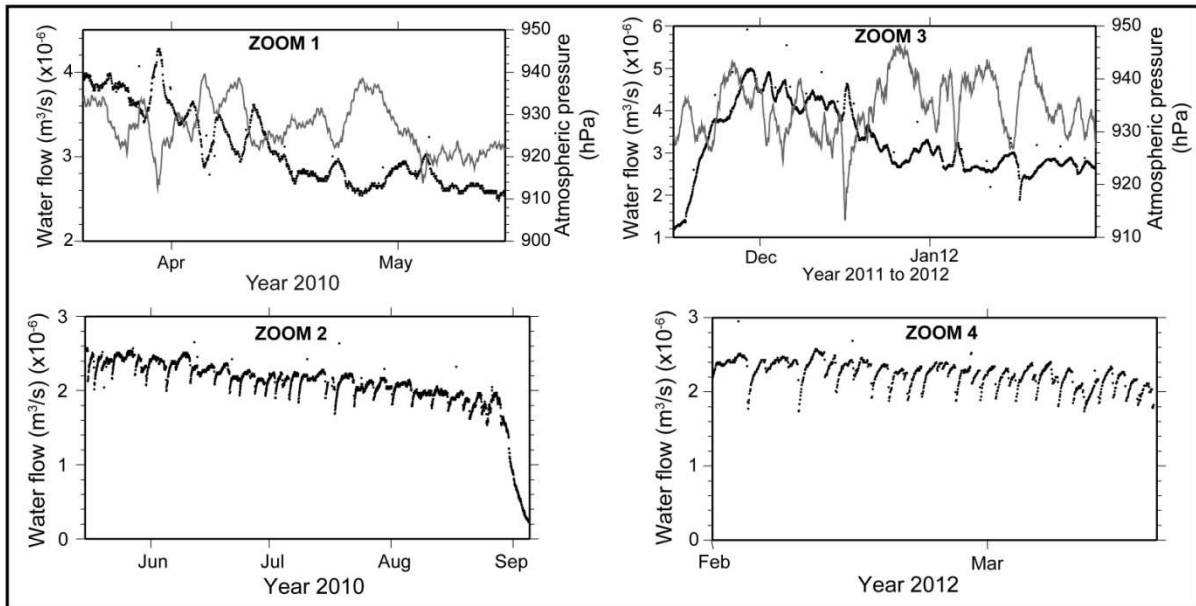 ZOOM 1
Water flow (m³/s) (x10⁻⁶)
4
3
2
950
940
930
920
910
900
Atmospheric pressure
(hPa)
Apr
May
Year 2010
ZOOM 3
Water flow (m³/s) (x10⁻⁶)
6
5
4
3
2
1
950
940
930
920
910
Atmospheric pressure
(hPa)
Dec
Jan12
Year 2011 to 2012
ZOOM 2
Water flow (m³/s) (x10⁻⁶)
3
2
1
0
Jun
Jul
Aug
Sep
Year 2010
ZOOM 4
Water flow (m³/s) (x10⁻⁶)
3
2
1
0
Feb
Mar
Year 2012